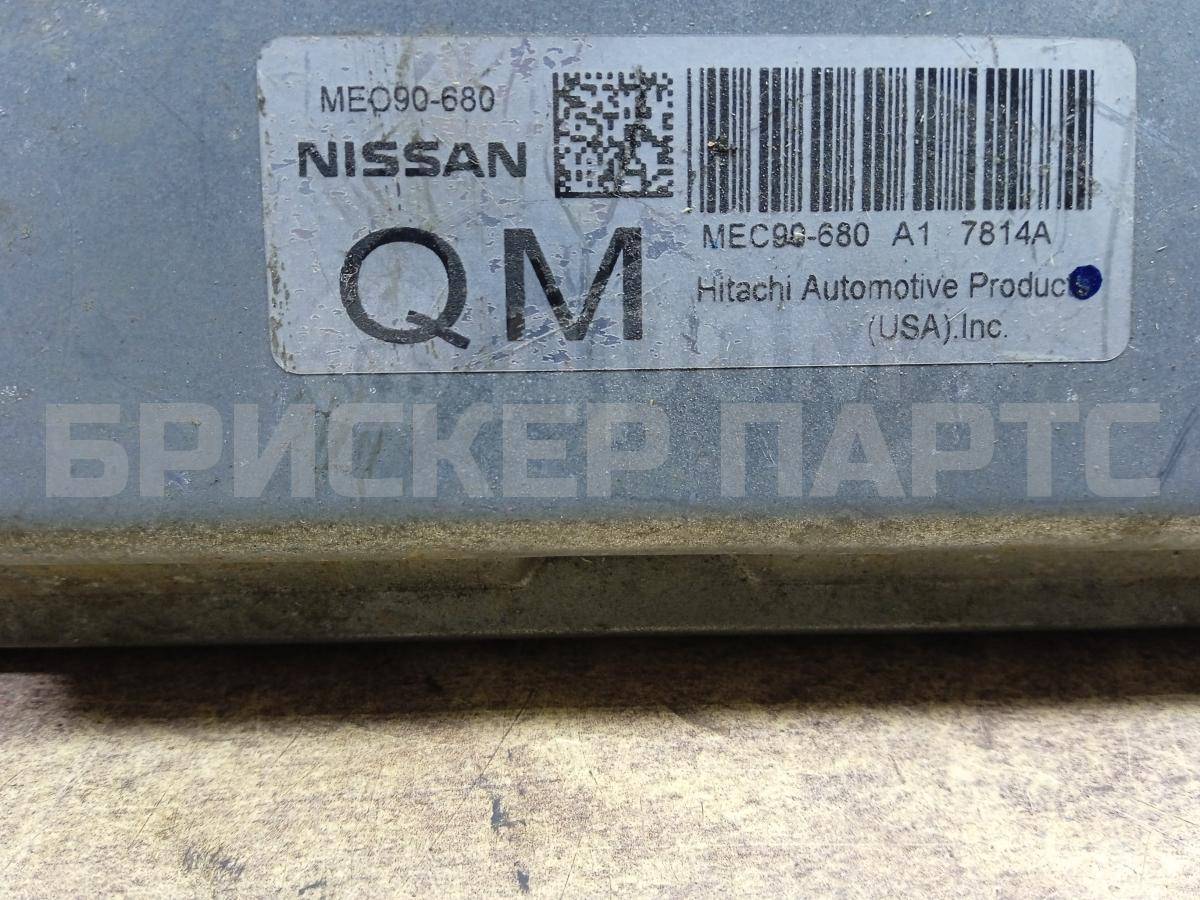 MEC90-680
NISSAN
QM
MEC90-680 A1 7814A
Hitachi Automotive Products
(USA).Inc.
БРИСКЕР ПАРТС